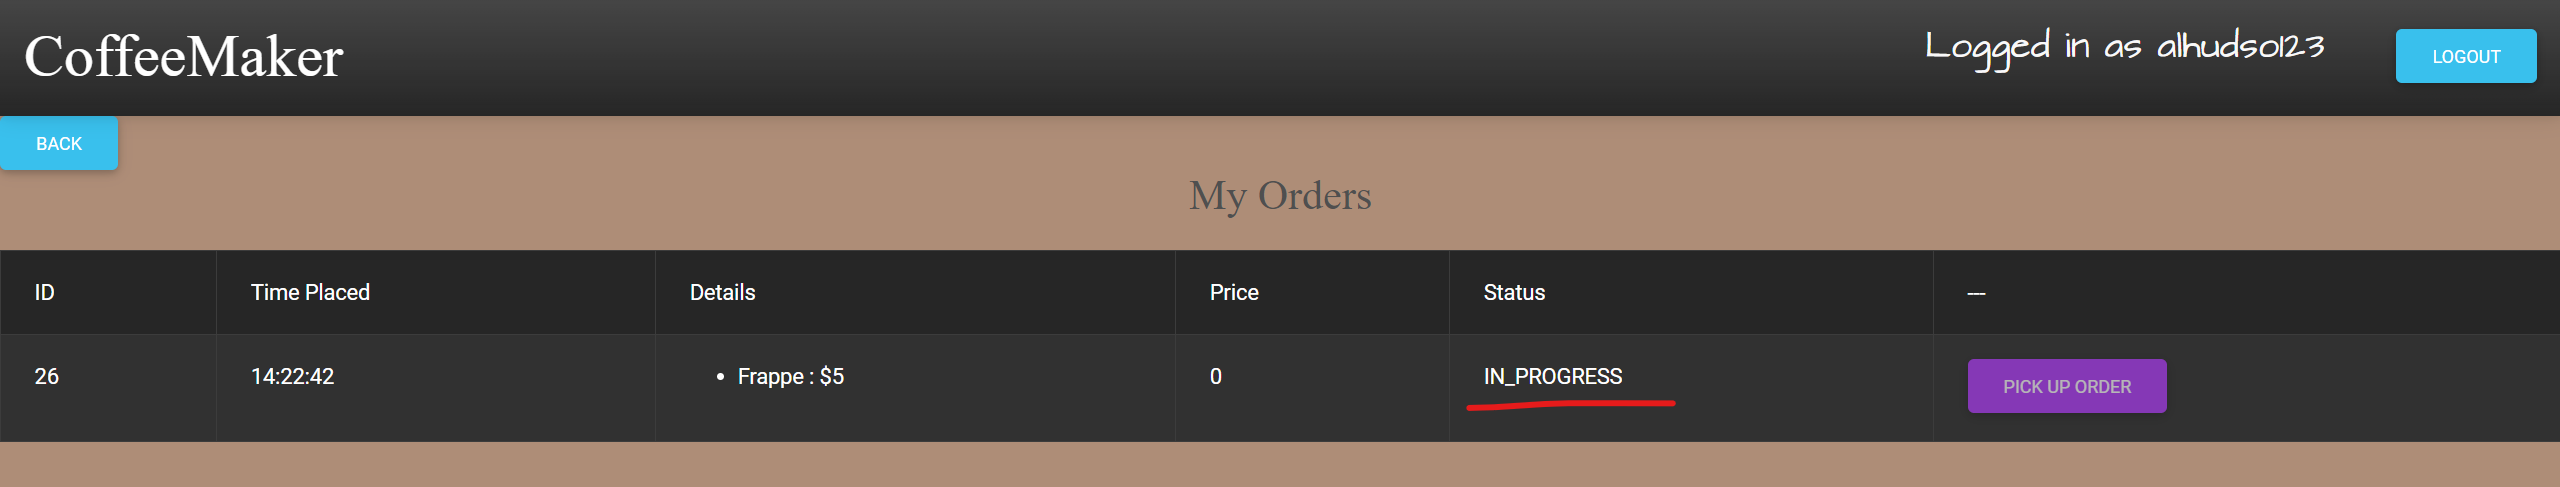 CoffeeMaker
Logged in as alhudso123
LOGOUT
BACK
My Orders
ID Time Placed Details Price Status ---
26 14:22:42 • Frappe : $5 0 IN_PROGRESS PICK UP ORDER